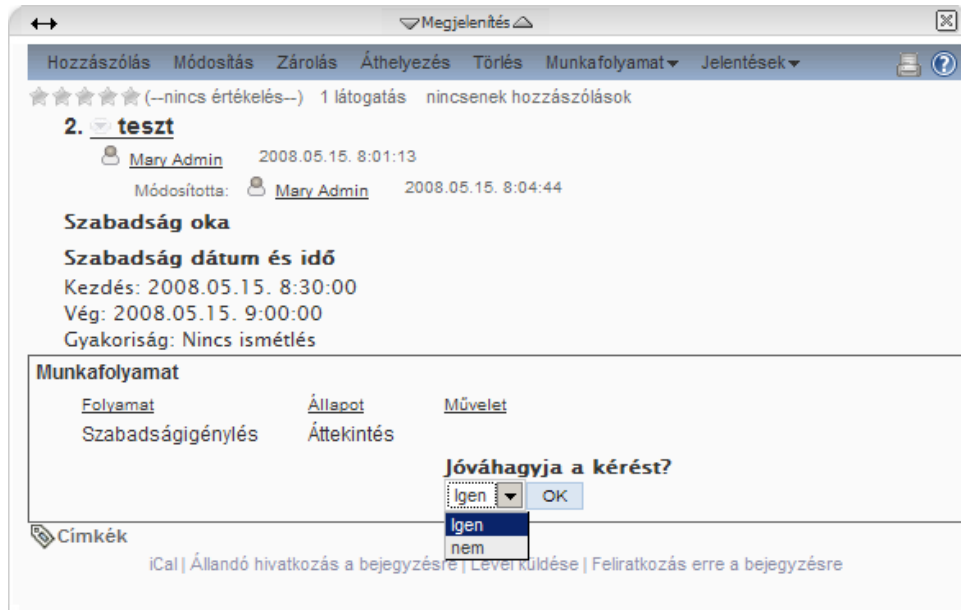 Megjelenítés
Hozzászólás Módosítás Zárolás Áthelyezés Törlés Munkafolyamat Jelentések
(--nincs értékelés--) 1 látogatás nincsenek hozzászólások
2. teszt
Mary Admin 2008.05.15. 8:01:13
Módosította: Mary Admin 2008.05.15. 8:04:44
Szabadság oka
Szabadság dátum és idő
Kezdés: 2008.05.15. 8:30:00
Vég: 2008.05.15. 9:00:00
Gyakoriság: Nincs ismétlés
Munkafolyamat
Folyamat Állapot Művelet
Szabadságigénylés Áttekintés
Jóváhagyja a kérést?
Igen OK
Igen
nem
Címkék
iCal | Állandó hivatkozás a bejegyzésre | Levél küldése | Feliratkozás erre a bejegyzésre